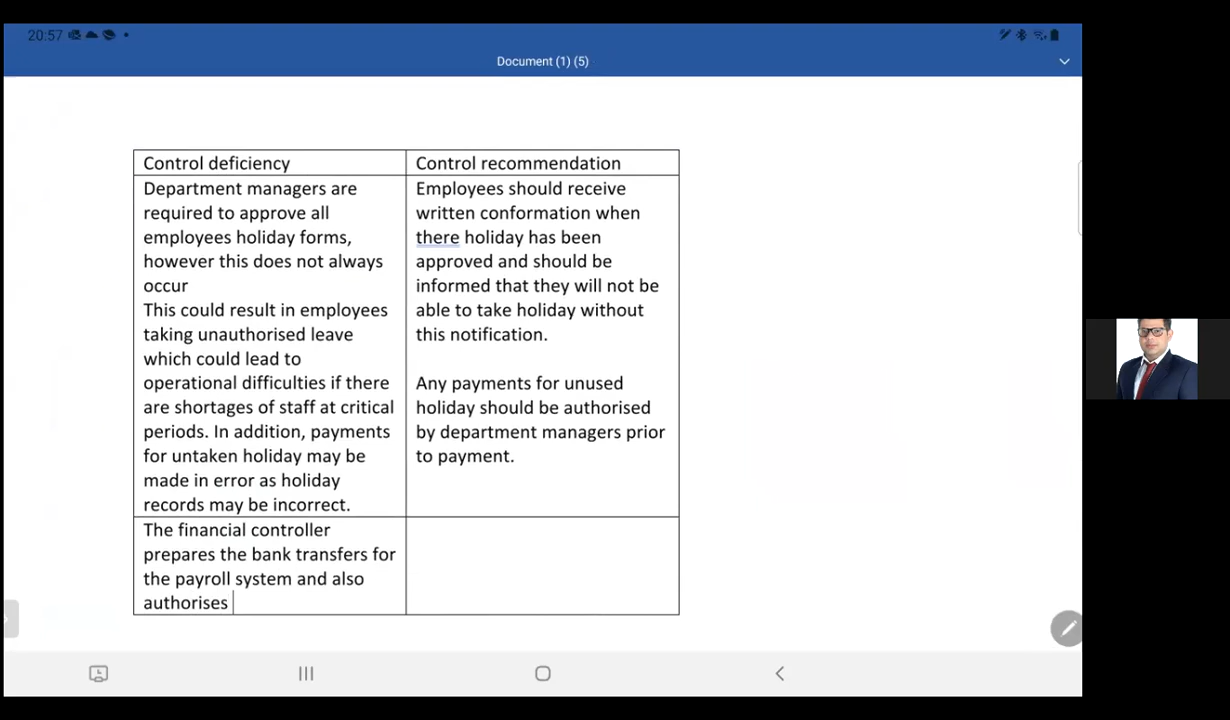 20:57
Document (1) (5)
Control deficiency
Control recommendation
Department managers are
required to approve all
employees holiday forms,
however this does not always
occur
This could result in employees
taking unauthorised leave
which could lead to
operational difficulties if there
are shortages of staff at critical
periods. In addition, payments
for untaken holiday may be
made in error as holiday
records may be incorrect.
Employees should receive
written conformation when
there holiday has been
approved and should be
informed that they will not be
able to take holiday without
this notification.
Any payments for unused
holiday should be authorised
by department managers prior
to payment.
The financial controller
prepares the bank transfers for
the payroll system and also
authorises